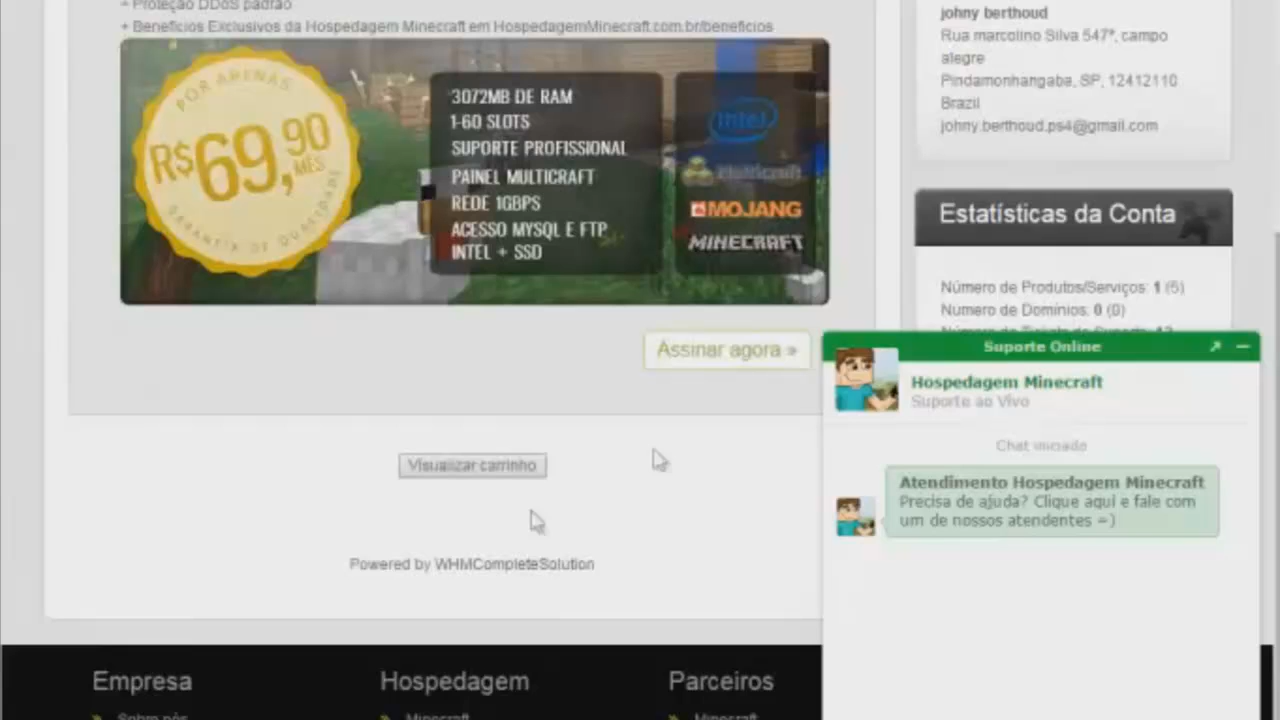 + Proteção DDoS padrão
+ Benefícios Exclusivos da Hospedagem Minecraft em HospedagemMinecraft.com.br/beneficios
POR APENAS
R$69,90
MÊS
GARANTIA DE QUALIDADE
3072MB DE RAM
1-60 SLOTS
SUPORTE PROFISSIONAL
PAINEL MULTICRAFT
REDE 1GBPS
ACESSO MYSQL E FTP
INTEL + SSD
intel
Multicraft
MOJANG
MINECRAFT
Assinar agora »
Visualizar carrinho
Powered by WHMCompleteSolution
johny berthoud
Rua marcolino Silva 547ª, campo
alegre
Pindamonhangaba, SP, 12412110
Brazil
johny.berthoud.ps4@gmail.com
Estatísticas da Conta
Número de Produtos/Serviços: 1 (5)
Numero de Domínios: 0 (0)
Suporte Online
Hospedagem Minecraft
Suporte ao Vivo
Chat iniciado
Atendimento Hospedagem Minecraft
Precisa de ajuda? Clique aqui e fale com
um de nossos atendentes =)
Empresa
Hospedagem
Parceiros
Sobre nós
Minecraft
Minecraft